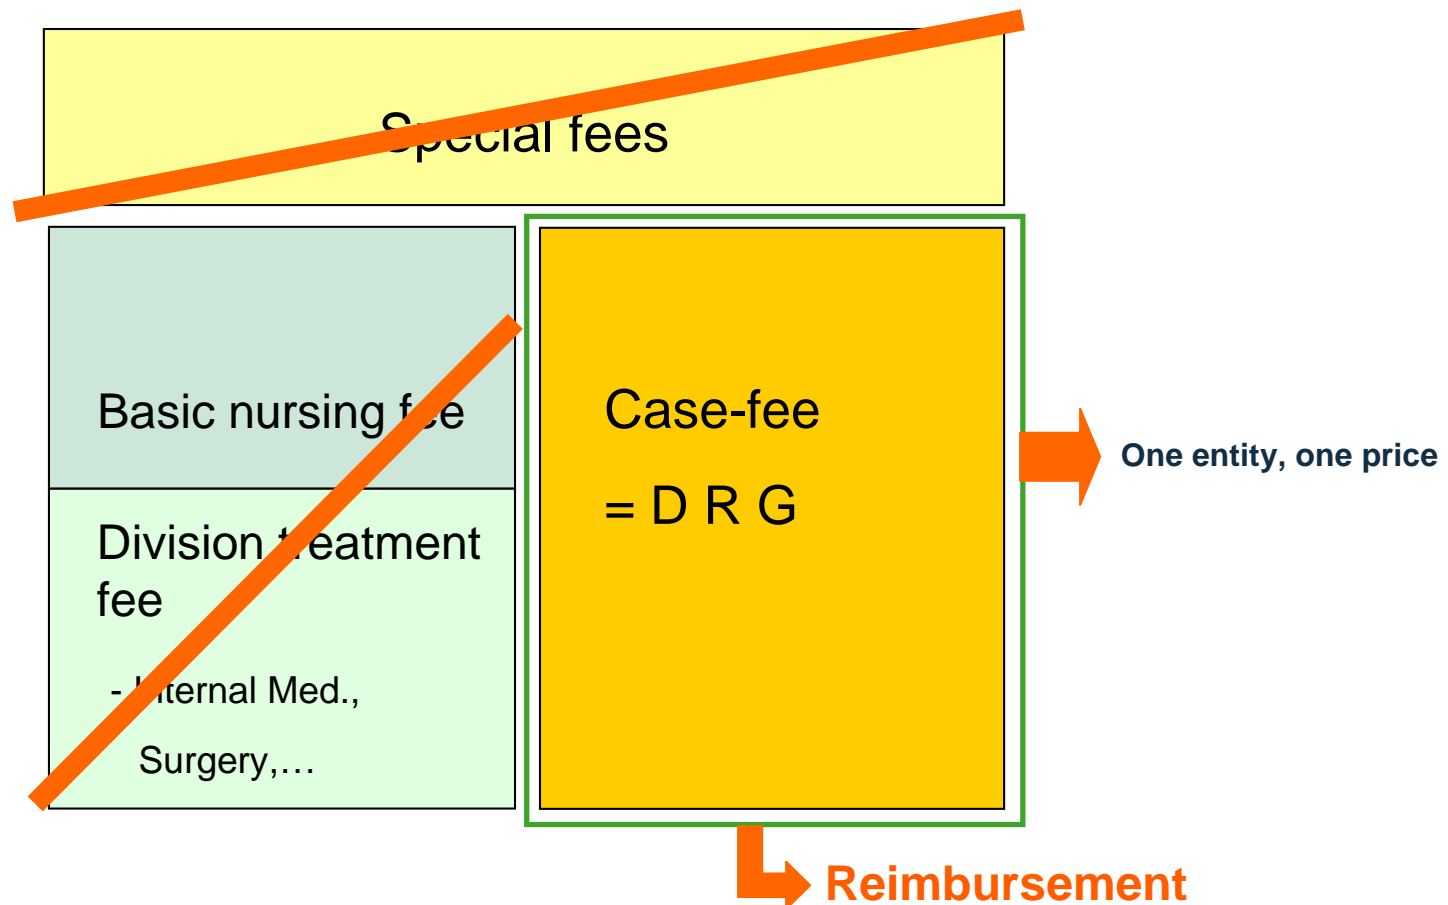 Special fees
Basic nursing fee
Division treatment
fee
- Internal Med.,
Surgery,…
Case-fee
= D R G
One entity, one price
Reimbursement